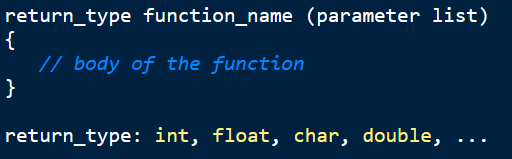 return_type function_name (parameter list)
{
// body of the function
}
return_type: int, float, char, double, ...